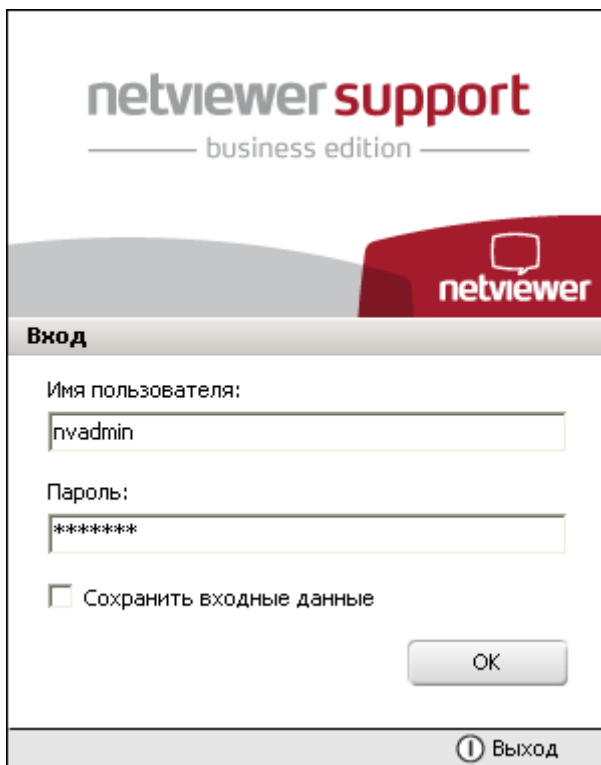 netviewer support
business edition
netviewer
Вход
Имя пользователя:
nvadmin
Пароль:
*******
Сохранить входные данные
OK
Выход